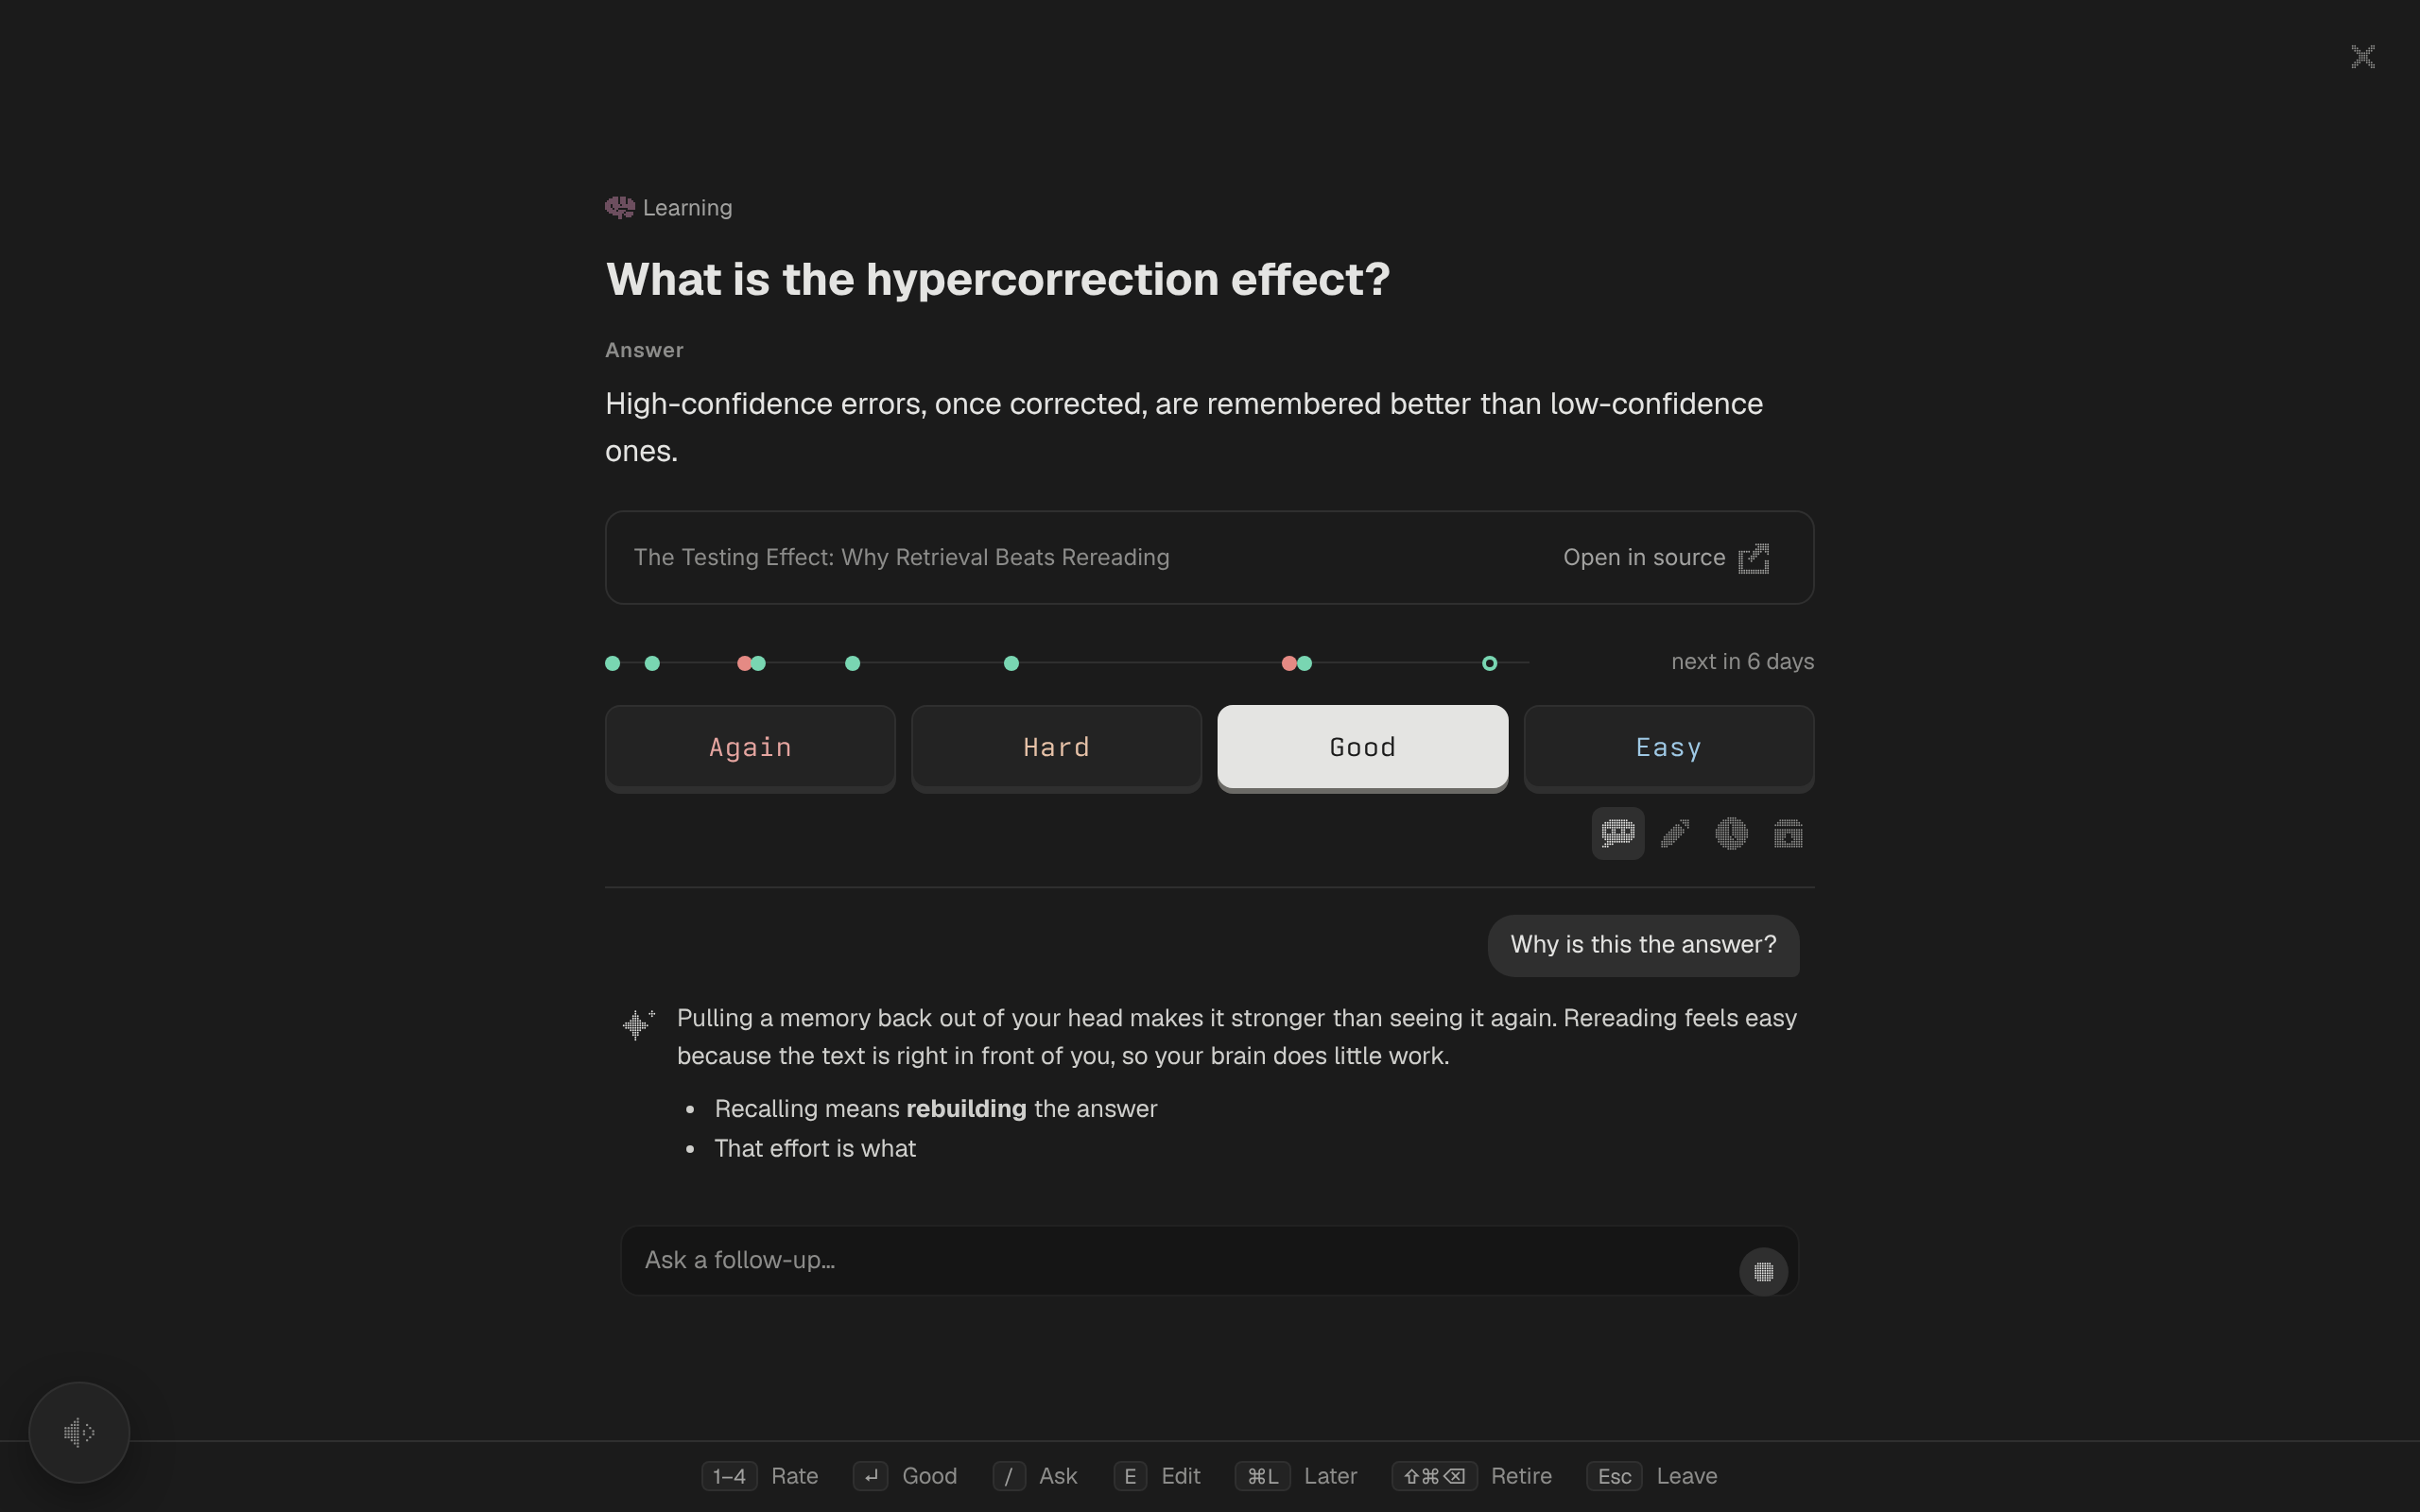 Learning
What is the hypercorrection effect?
Answer
High-confidence errors, once corrected, are remembered better than low-confidence
ones.
The Testing Effect: Why Retrieval Beats Rereading
Open in source
next in 6 days
Again
Hard
Good
Easy
Why is this the answer?
Pulling a memory back out of your head makes it stronger than seeing it again. Rereading feels easy
because the text is right in front of you, so your brain does little work.
• Recalling means rebuilding the answer
• That effort is what
Ask a follow-up…
1–4 Rate ↵ Good / Ask E Edit ⌘L Later ⇧⌘⌫ Retire Esc Leave